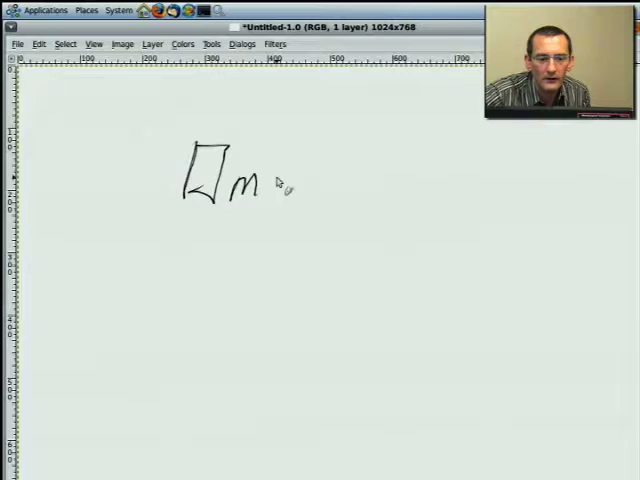 Applications Places System
*Untitled-1.0 (RGB, 1 layer) 1024x768
File Edit Select View Image Layer Colors Tools Dialogs Filters
0 100 200 300 400 500 600 700
m